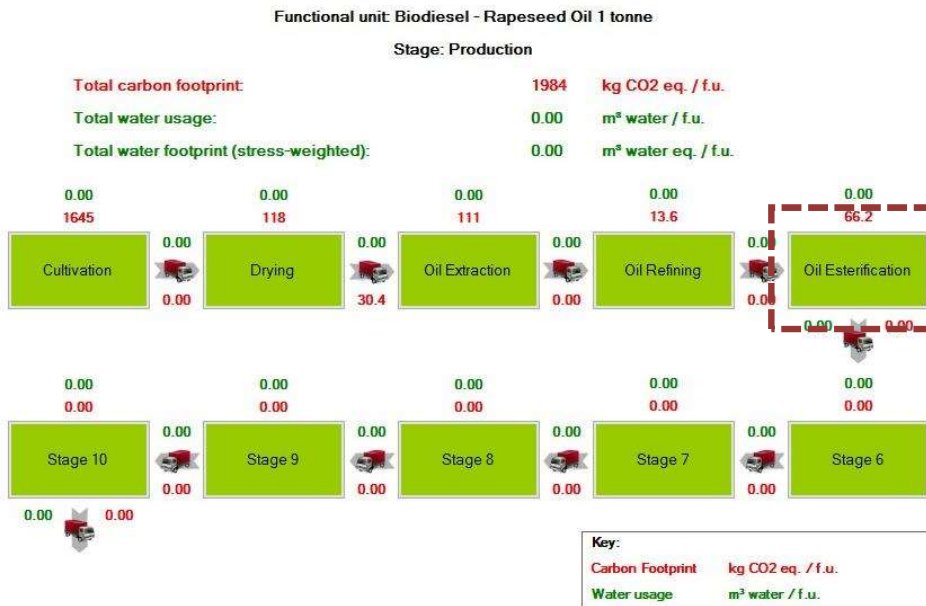 Functional unit: Biodiesel - Rapeseed Oil 1 tonne
Stage: Production
Total carbon footprint: 1984 kg CO2 eq. / f.u.
Total water usage: 0.00 m³ water / f.u.
Total water footprint (stress-weighted): 0.00 m³ water eq. / f.u.
0.00 0.00 0.00 0.00 0.00
1645 118 111 13.6 66.2
0.00 0.00 0.00 0.00
Cultivation Drying Oil Extraction Oil Refining Oil Esterification
0.00 30.4 0.00 0.00
0.00 0.00
0.00 0.00 0.00 0.00 0.00
0.00 0.00 0.00 0.00 0.00
0.00 0.00 0.00 0.00
Stage 10 Stage 9 Stage 8 Stage 7 Stage 6
0.00 0.00 0.00 0.00
0.00 0.00
Key:
Carbon Footprint kg CO2 eq. / f.u.
Water usage m³ water / f.u.